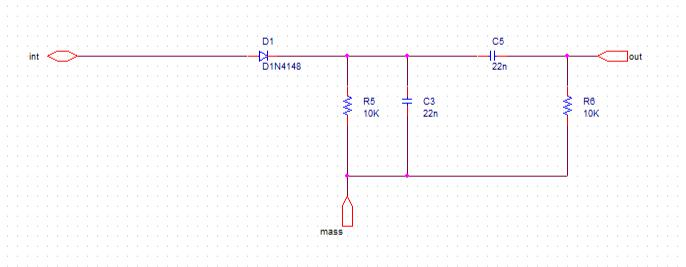 int
D1
D1N4148
R5
10K
C3
22n
C5
22n
out
R6
10K
mass